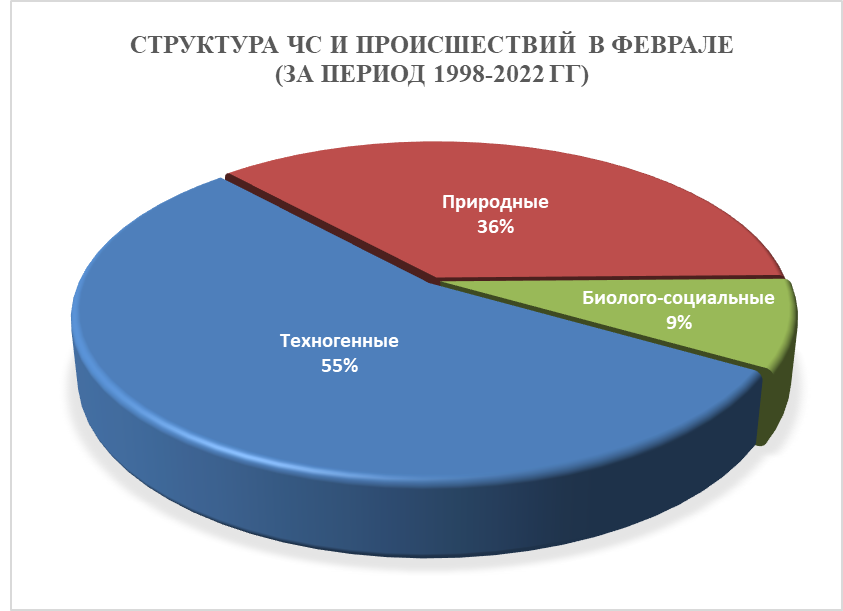 СТРУКТУРА ЧС И ПРОИСШЕСТВИЙ В ФЕВРАЛЕ
(ЗА ПЕРИОД 1998-2022 ГГ)
Природные
36%
Биолого-социальные
9%
Техногенные
55%